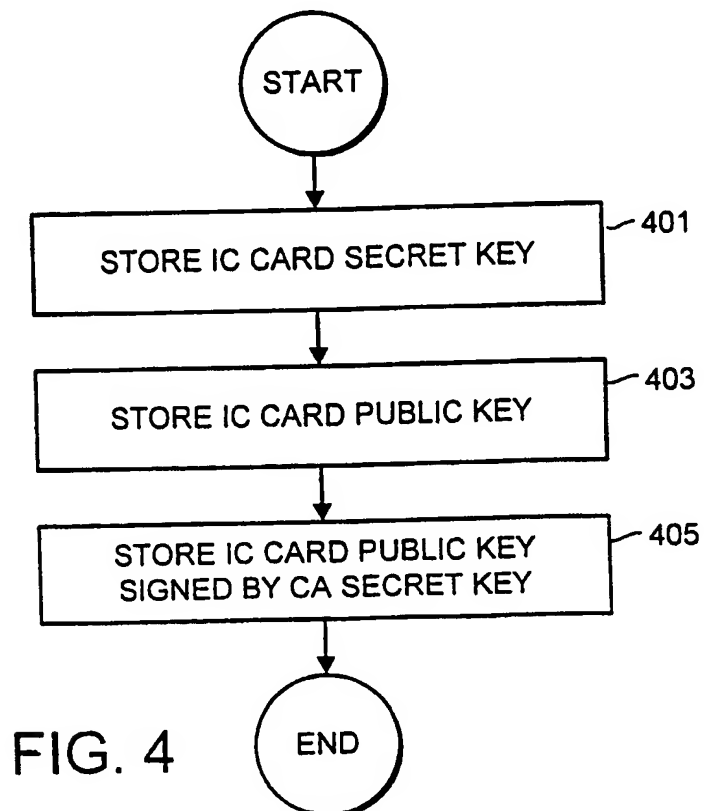 START
STORE IC CARD SECRET KEY
401
STORE IC CARD PUBLIC KEY
403
STORE IC CARD PUBLIC KEY
SIGNED BY CA SECRET KEY
405
END
FIG. 4